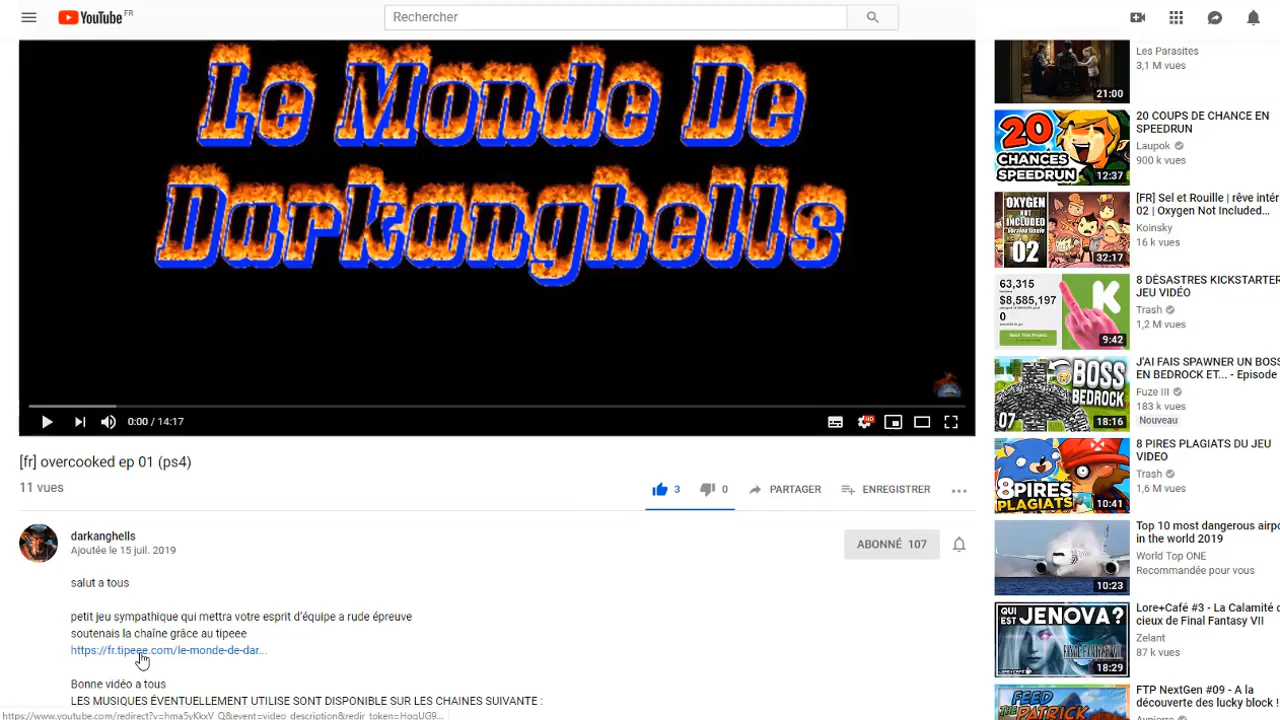 YouTube FR
Rechercher
Le Monde De
Darkanghells
0:00 / 14:17
HD
[fr] overcooked ep 01 (ps4)
11 vues
3
0
PARTAGER
ENREGISTRER
darkanghells
Ajoutée le 15 juil. 2019
ABONNÉ 107
salut a tous
petit jeu sympathique qui mettra votre esprit d'équipe a rude épreuve
soutenais la chaîne grâce au tipeee
https://fr.tipeee.com/le-monde-de-dar...
Bonne vidéo a tous
LES MUSIQUES ÉVENTUELLEMENT UTILISE SONT DISPONIBLE SUR LES CHAINES SUIVANTE :
Les Parasites
3,1 M vues
21:00
20 COUPS DE CHANCE EN
SPEEDRUN
Laupok
900 k vues
20
CHANCES
SPEEDRUN
12:37
[FR] Sel et Rouille | rêve intér
02 | Oxygen Not Included...
Koinsky
16 k vues
OXYGEN
NOT
INCLUDED
02
32:17
8 DÉSASTRES KICKSTARTER
JEU VIDÉO
Trash
1,2 M vues
63,315
$8,585,197
0
K
9:42
J'AI FAIS SPAWNER UN BOSS
EN BEDROCK ET... - Episode
Fuze III
183 k vues
Nouveau
BOSS
BEDROCK
07
18:16
8 PIRES PLAGIATS DU JEU
VIDEO
Trash
1,6 M vues
8 PIRES
PLAGIATS
10:41
Top 10 most dangerous airpo
in the world 2019
World Top ONE
Recommandée pour vous
10:23
Lore+Café #3 - La Calamité d
cieux de Final Fantasy VII
Zelant
87 k vues
QUI
EST JENOVA?
FINAL FANTASY VII
18:29
FTP NextGen #09 - A la
découverte des lucky block !
FEED
THE
PATRICK